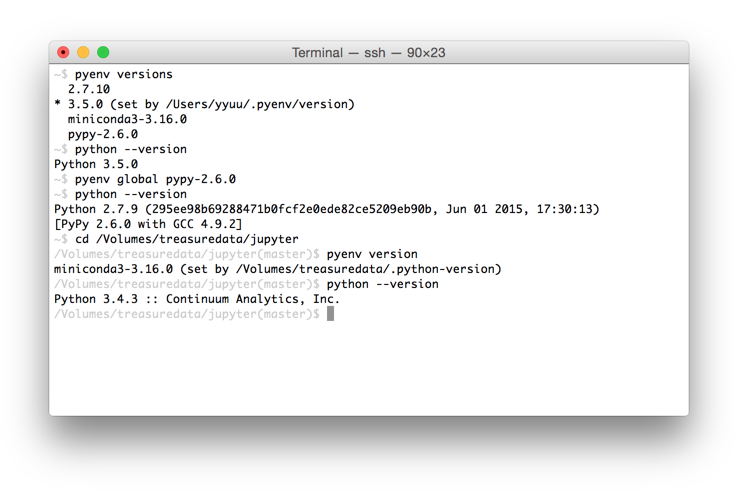 Terminal — ssh — 90×23
~$ pyenv versions
  2.7.10
* 3.5.0 (set by /Users/yyuu/.pyenv/version)
  miniconda3-3.16.0
  pypy-2.6.0
~$ python --version
Python 3.5.0
~$ pyenv global pypy-2.6.0
~$ python --version
Python 2.7.9 (295ee98b69288471b0fcf2e0ede82ce5209eb90b, Jun 01 2015, 17:30:13)
[PyPy 2.6.0 with GCC 4.9.2]
~$ cd /Volumes/treasuredata/jupyter
/Volumes/treasuredata/jupyter(master)$ pyenv version
miniconda3-3.16.0 (set by /Volumes/treasuredata/.python-version)
/Volumes/treasuredata/jupyter(master)$ python --version
Python 3.4.3 :: Continuum Analytics, Inc.
/Volumes/treasuredata/jupyter(master)$